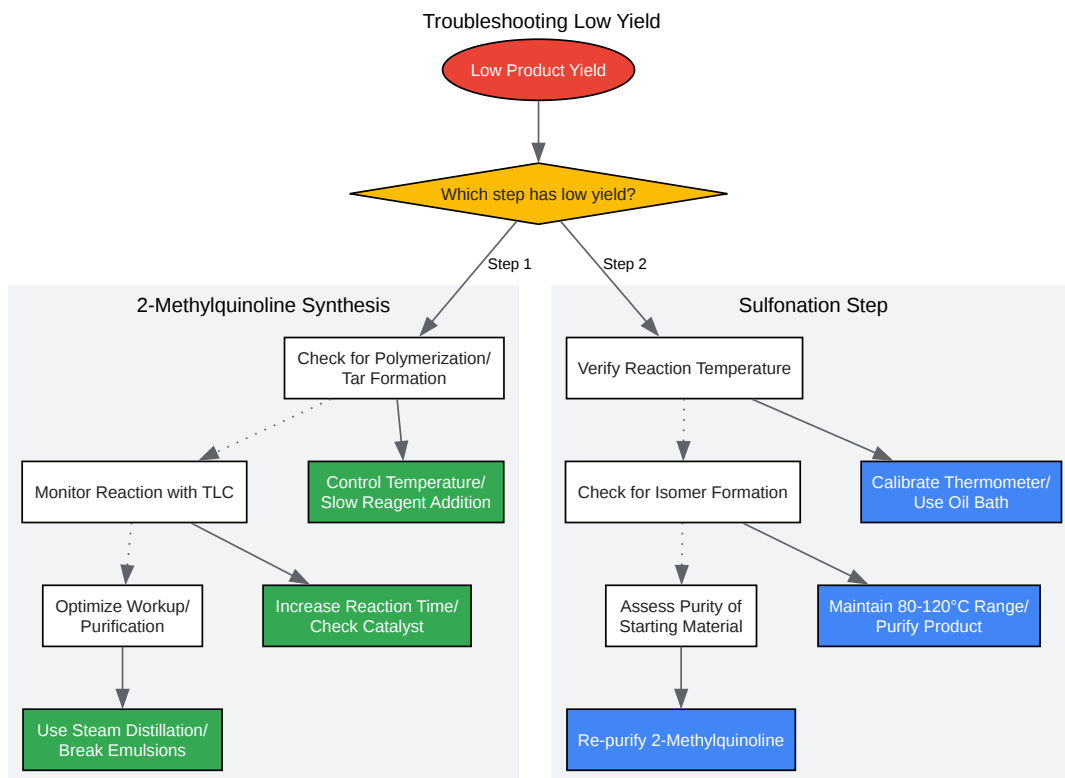 Troubleshooting Low Yield
Low Product Yield
Which step has low yield?
Step 1
Step 2
2-Methylquinoline Synthesis
Check for Polymerization/
Tar Formation
Monitor Reaction with TLC
Control Temperature/
Slow Reagent Addition
Optimize Workup/
Purification
Increase Reaction Time/
Check Catalyst
Use Steam Distillation/
Break Emulsions
Sulfonation Step
Verify Reaction Temperature
Check for Isomer Formation
Calibrate Thermometer/
Use Oil Bath
Assess Purity of
Starting Material
Maintain 80-120°C Range/
Purify Product
Re-purify 2-Methylquinoline